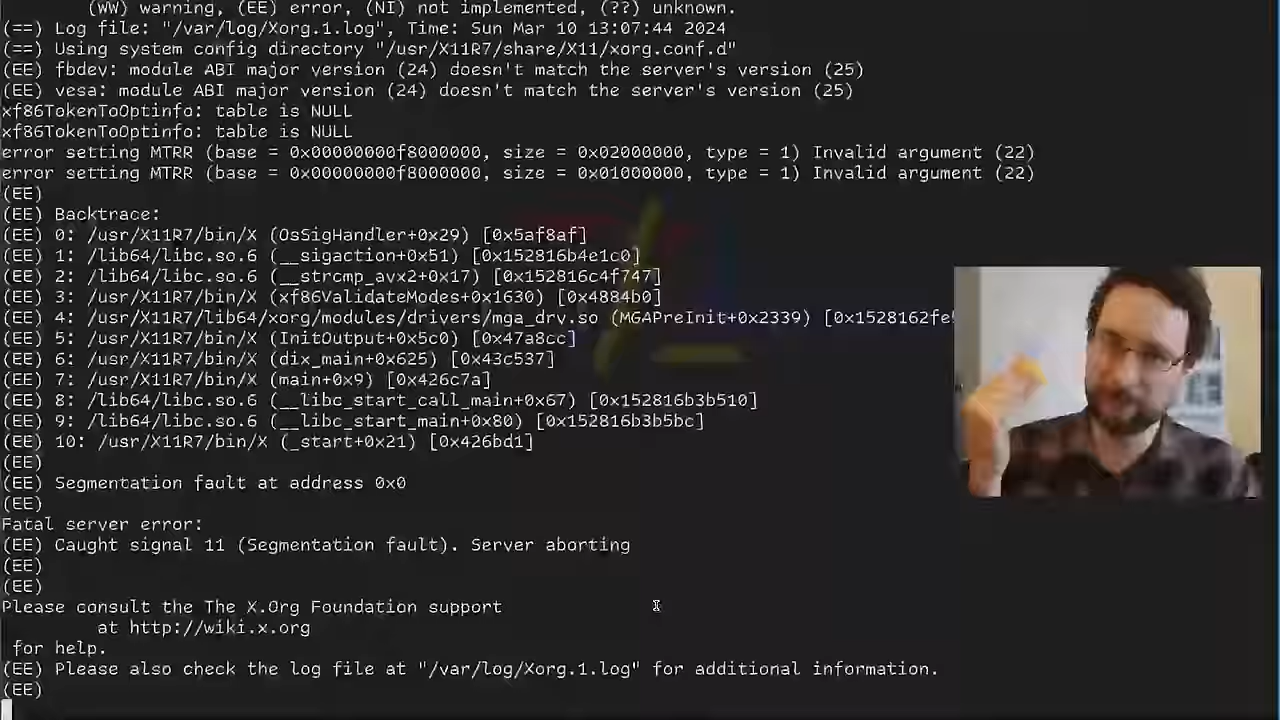 (WW) warning, (EE) error, (NI) not implemented, (??) unknown.
(==) Log file: "/var/log/Xorg.1.log", Time: Sun Mar 10 13:07:44 2024
(==) Using system config directory "/usr/X11R7/share/X11/xorg.conf.d"
(EE) fbdev: module ABI major version (24) doesn't match the server's version (25)
(EE) vesa: module ABI major version (24) doesn't match the server's version (25)
xf86TokenToOptinfo: table is NULL
xf86TokenToOptinfo: table is NULL
error setting MTRR (base = 0x00000000f8000000, size = 0x02000000, type = 1) Invalid argument (22)
error setting MTRR (base = 0x00000000f8000000, size = 0x01000000, type = 1) Invalid argument (22)
(EE)
(EE) Backtrace:
(EE) 0: /usr/X11R7/bin/X (OsSigHandler+0x29) [0x5af8af]
(EE) 1: /lib64/libc.so.6 (__sigaction+0x51) [0x152816b4e1c0]
(EE) 2: /lib64/libc.so.6 (__strcmp_avx2+0x17) [0x152816c4f747]
(EE) 3: /usr/X11R7/bin/X (xf86ValidateModes+0x1630) [0x4884b0]
(EE) 4: /usr/X11R7/lib64/xorg/modules/drivers/mga_drv.so (MGAPreInit+0x2339)
(EE) 5: /usr/X11R7/bin/X (InitOutput+0x5c0) [0x47a8cc]
(EE) 6: /usr/X11R7/bin/X (dix_main+0x625) [0x43c537]
(EE) 7: /usr/X11R7/bin/X (main+0x9) [0x426c7a]
(EE) 8: /lib64/libc.so.6 (__libc_start_call_main+0x67) [0x152816b3b510]
(EE) 9: /lib64/libc.so.6 (__libc_start_main+0x80) [0x152816b3b5bc]
(EE) 10: /usr/X11R7/bin/X (_start+0x21) [0x426bd1]
(EE)
(EE) Segmentation fault at address 0x0
(EE)
Fatal server error:
(EE) Caught signal 11 (Segmentation fault). Server aborting
(EE)
(EE)
Please consult the The X.Org Foundation support
at http://wiki.x.org
for help.
(EE) Please also check the log file at "/var/log/Xorg.1.log" for additional information.
(EE)